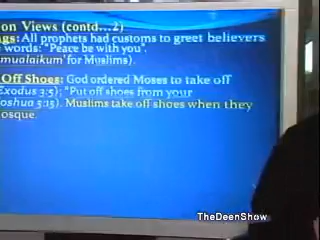 on Views (contd...2)
ngs: All prophets had customs to greet believers
e words: "Peace be with you",
mualaikum' for Muslims).
Off Shoes: God ordered Moses to take off
Exodus 3:5); "Put off shoes from your
oshua 5:15). Muslims take off shoes when they
osque.
TheDeenShow